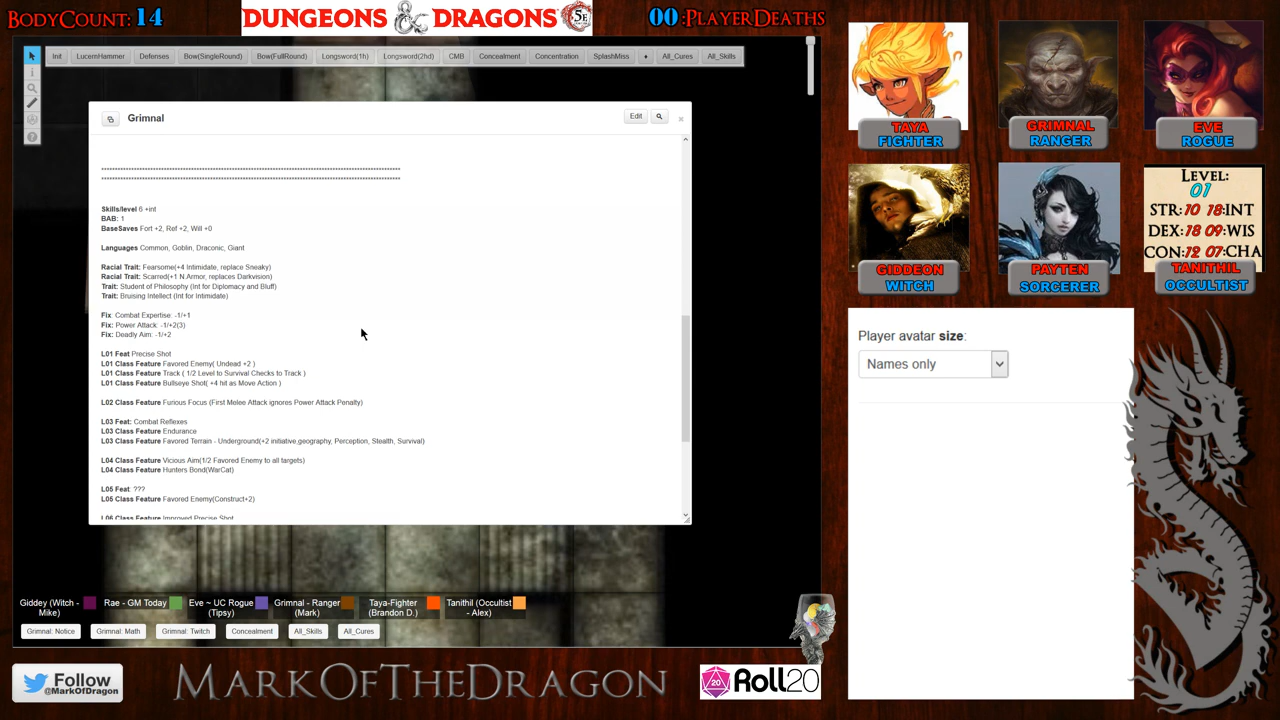 BodyCount: 14
DUNGEONS & DRAGONS 5E
00 :PlayerDeaths
Init LucernHammer Defenses Bow(SingleRound) Bow(FullRound) Longsword(1h) Longsword(2hd) CMB Concealment Concentration SplashMiss ♦ All_Cures All_Skills
Grimnal
Edit
Skills/level 6 +int
BAB: 1
BaseSaves Fort +2, Ref +2, Will +0
Languages Common, Goblin, Draconic, Giant
Racial Trait: Fearsome(+4 Intimidate, replace Sneaky)
Racial Trait: Scarred(+1 N.Armor, replaces Darkvision)
Trait: Student of Philosophy (Int for Diplomacy and Bluff)
Trait: Bruising Intellect (Int for Intimidate)
Fix: Combat Expertise: -1/+1
Fix: Power Attack: -1/+2(3)
Fix: Deadly Aim: -1/+2
L01 Feat Precise Shot
L01 Class Feature Favored Enemy( Undead +2 )
L01 Class Feature Track ( 1/2 Level to Survival Checks to Track )
L01 Class Feature Bullseye Shot( +4 hit as Move Action )
L02 Class Feature Furious Focus (First Melee Attack ignores Power Attack Penalty)
L03 Feat: Combat Reflexes
L03 Class Feature Endurance
L03 Class Feature Favored Terrain - Underground(+2 initiative,geography, Perception, Stealth, Survival)
L04 Class Feature Vicious Aim(1/2 Favored Enemy to all targets)
L04 Class Feature Hunters Bond(WarCat)
L05 Feat: ???
L05 Class Feature Favored Enemy(Construct+2)
L06 Class Feature Improved Precise Shot
Giddey (Witch - Mike)
Rae - GM Today
Eve ~ UC Rogue (Tipsy)
Grimnal - Ranger (Mark)
Taya-Fighter (Brandon D.)
Tanithil (Occultist - Alex)
Grimnal: Notice Grimnal: Math Grimnal: Twitch Concealment All_Skills All_Cures
Follow
@MarkOfDragon
MarkOfTheDragon
20 Roll20
TAYA
FIGHTER
GRIMNAL
RANGER
EVE
ROGUE
GIDDEON
WITCH
PAYTEN
SORCERER
LEVEL:
01
STR:10 18:INT
DEX:18 09:WIS
CON:12 07:CHA
TANITHIL
OCCULTIST
Player avatar size:
Names only